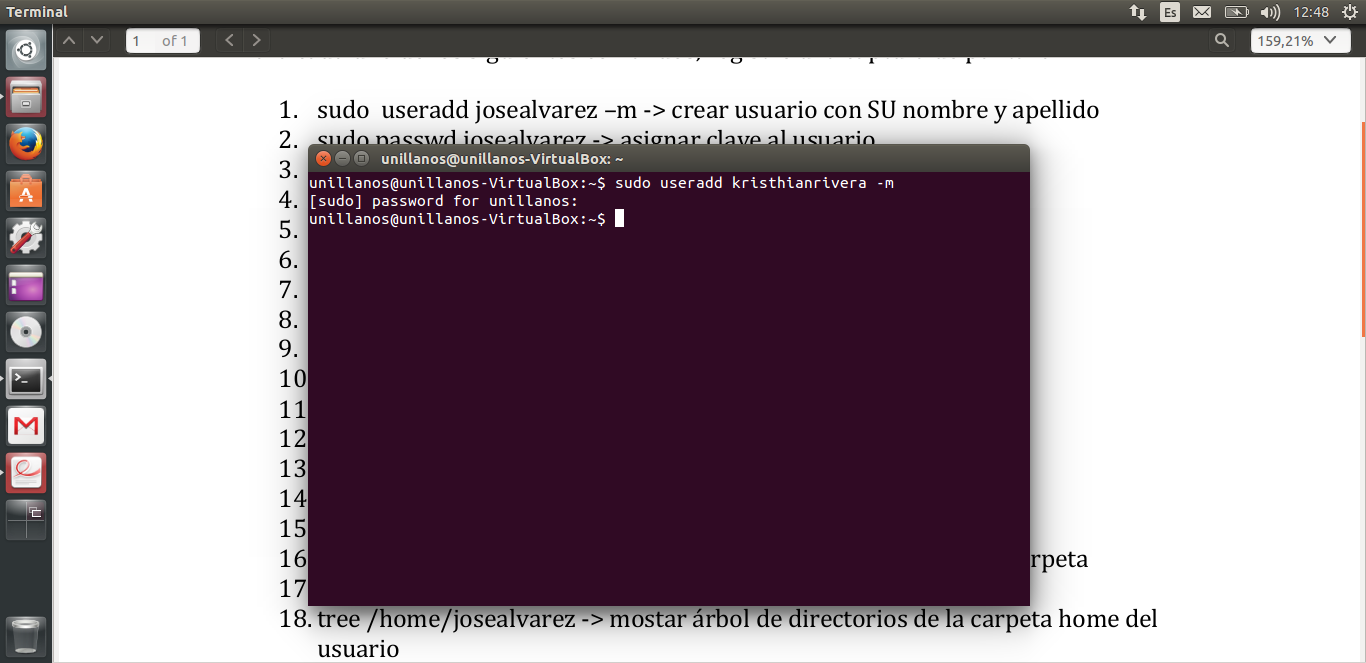 Terminal
Es
12:48
1 of 1
159,21%
1. sudo useradd josealvarez –m -> crear usuario con SU nombre y apellido
2. sudo passwd josealvarez -> asignar clave al usuario
3.
4.
5.
6.
7.
8.
9.
10
11
12
13
14
15
16 rpeta
17
18. tree /home/josealvarez -> mostar árbol de directorios de la carpeta home del
usuario
unillanos@unillanos-VirtualBox: ~
unillanos@unillanos-VirtualBox:~$ sudo useradd kristhianrivera -m
[sudo] password for unillanos:
unillanos@unillanos-VirtualBox:~$